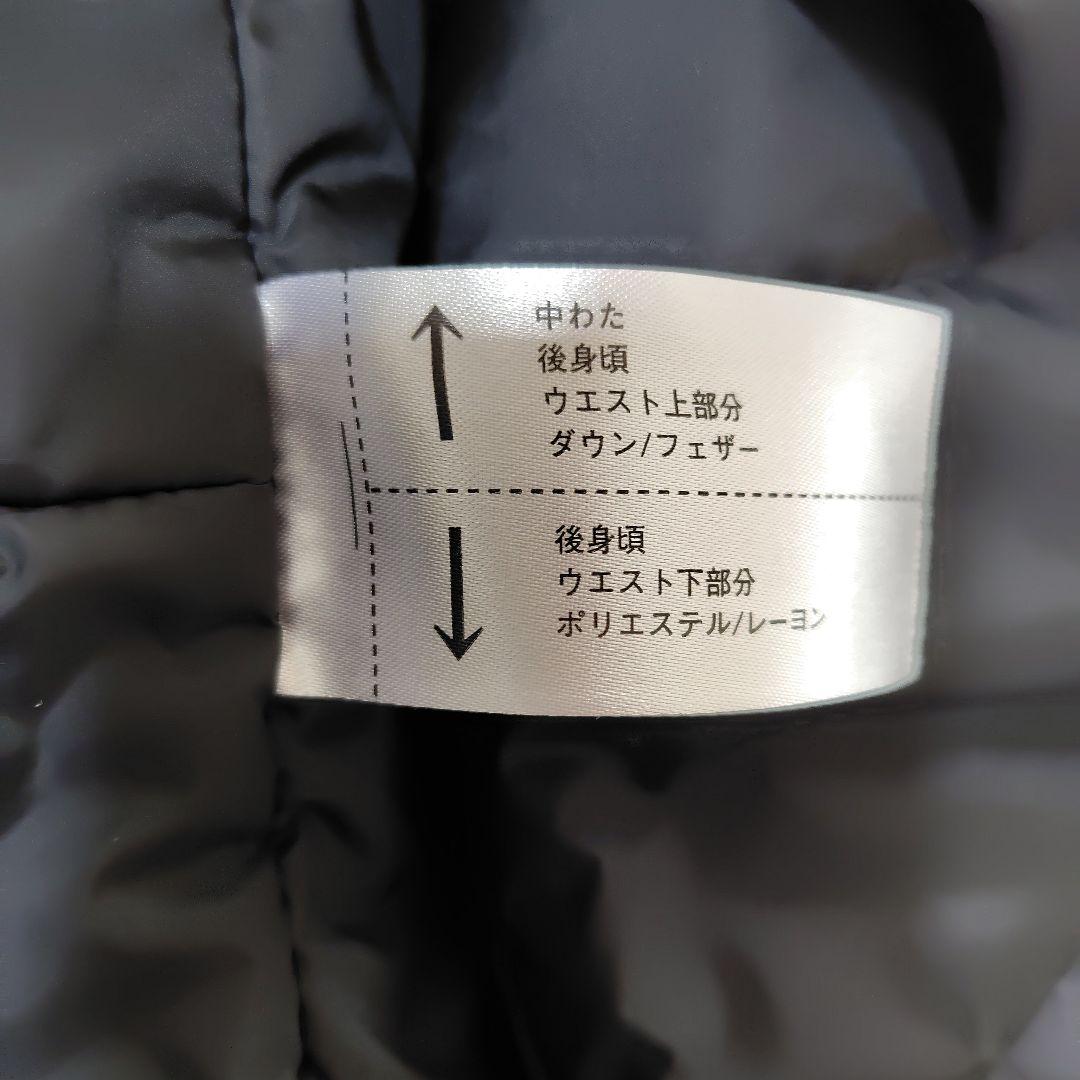 中わた
後身頃
ウエスト上部分
ダウン/フェザー
後身頃
ウエスト下部分
ポリエステル/レーヨン